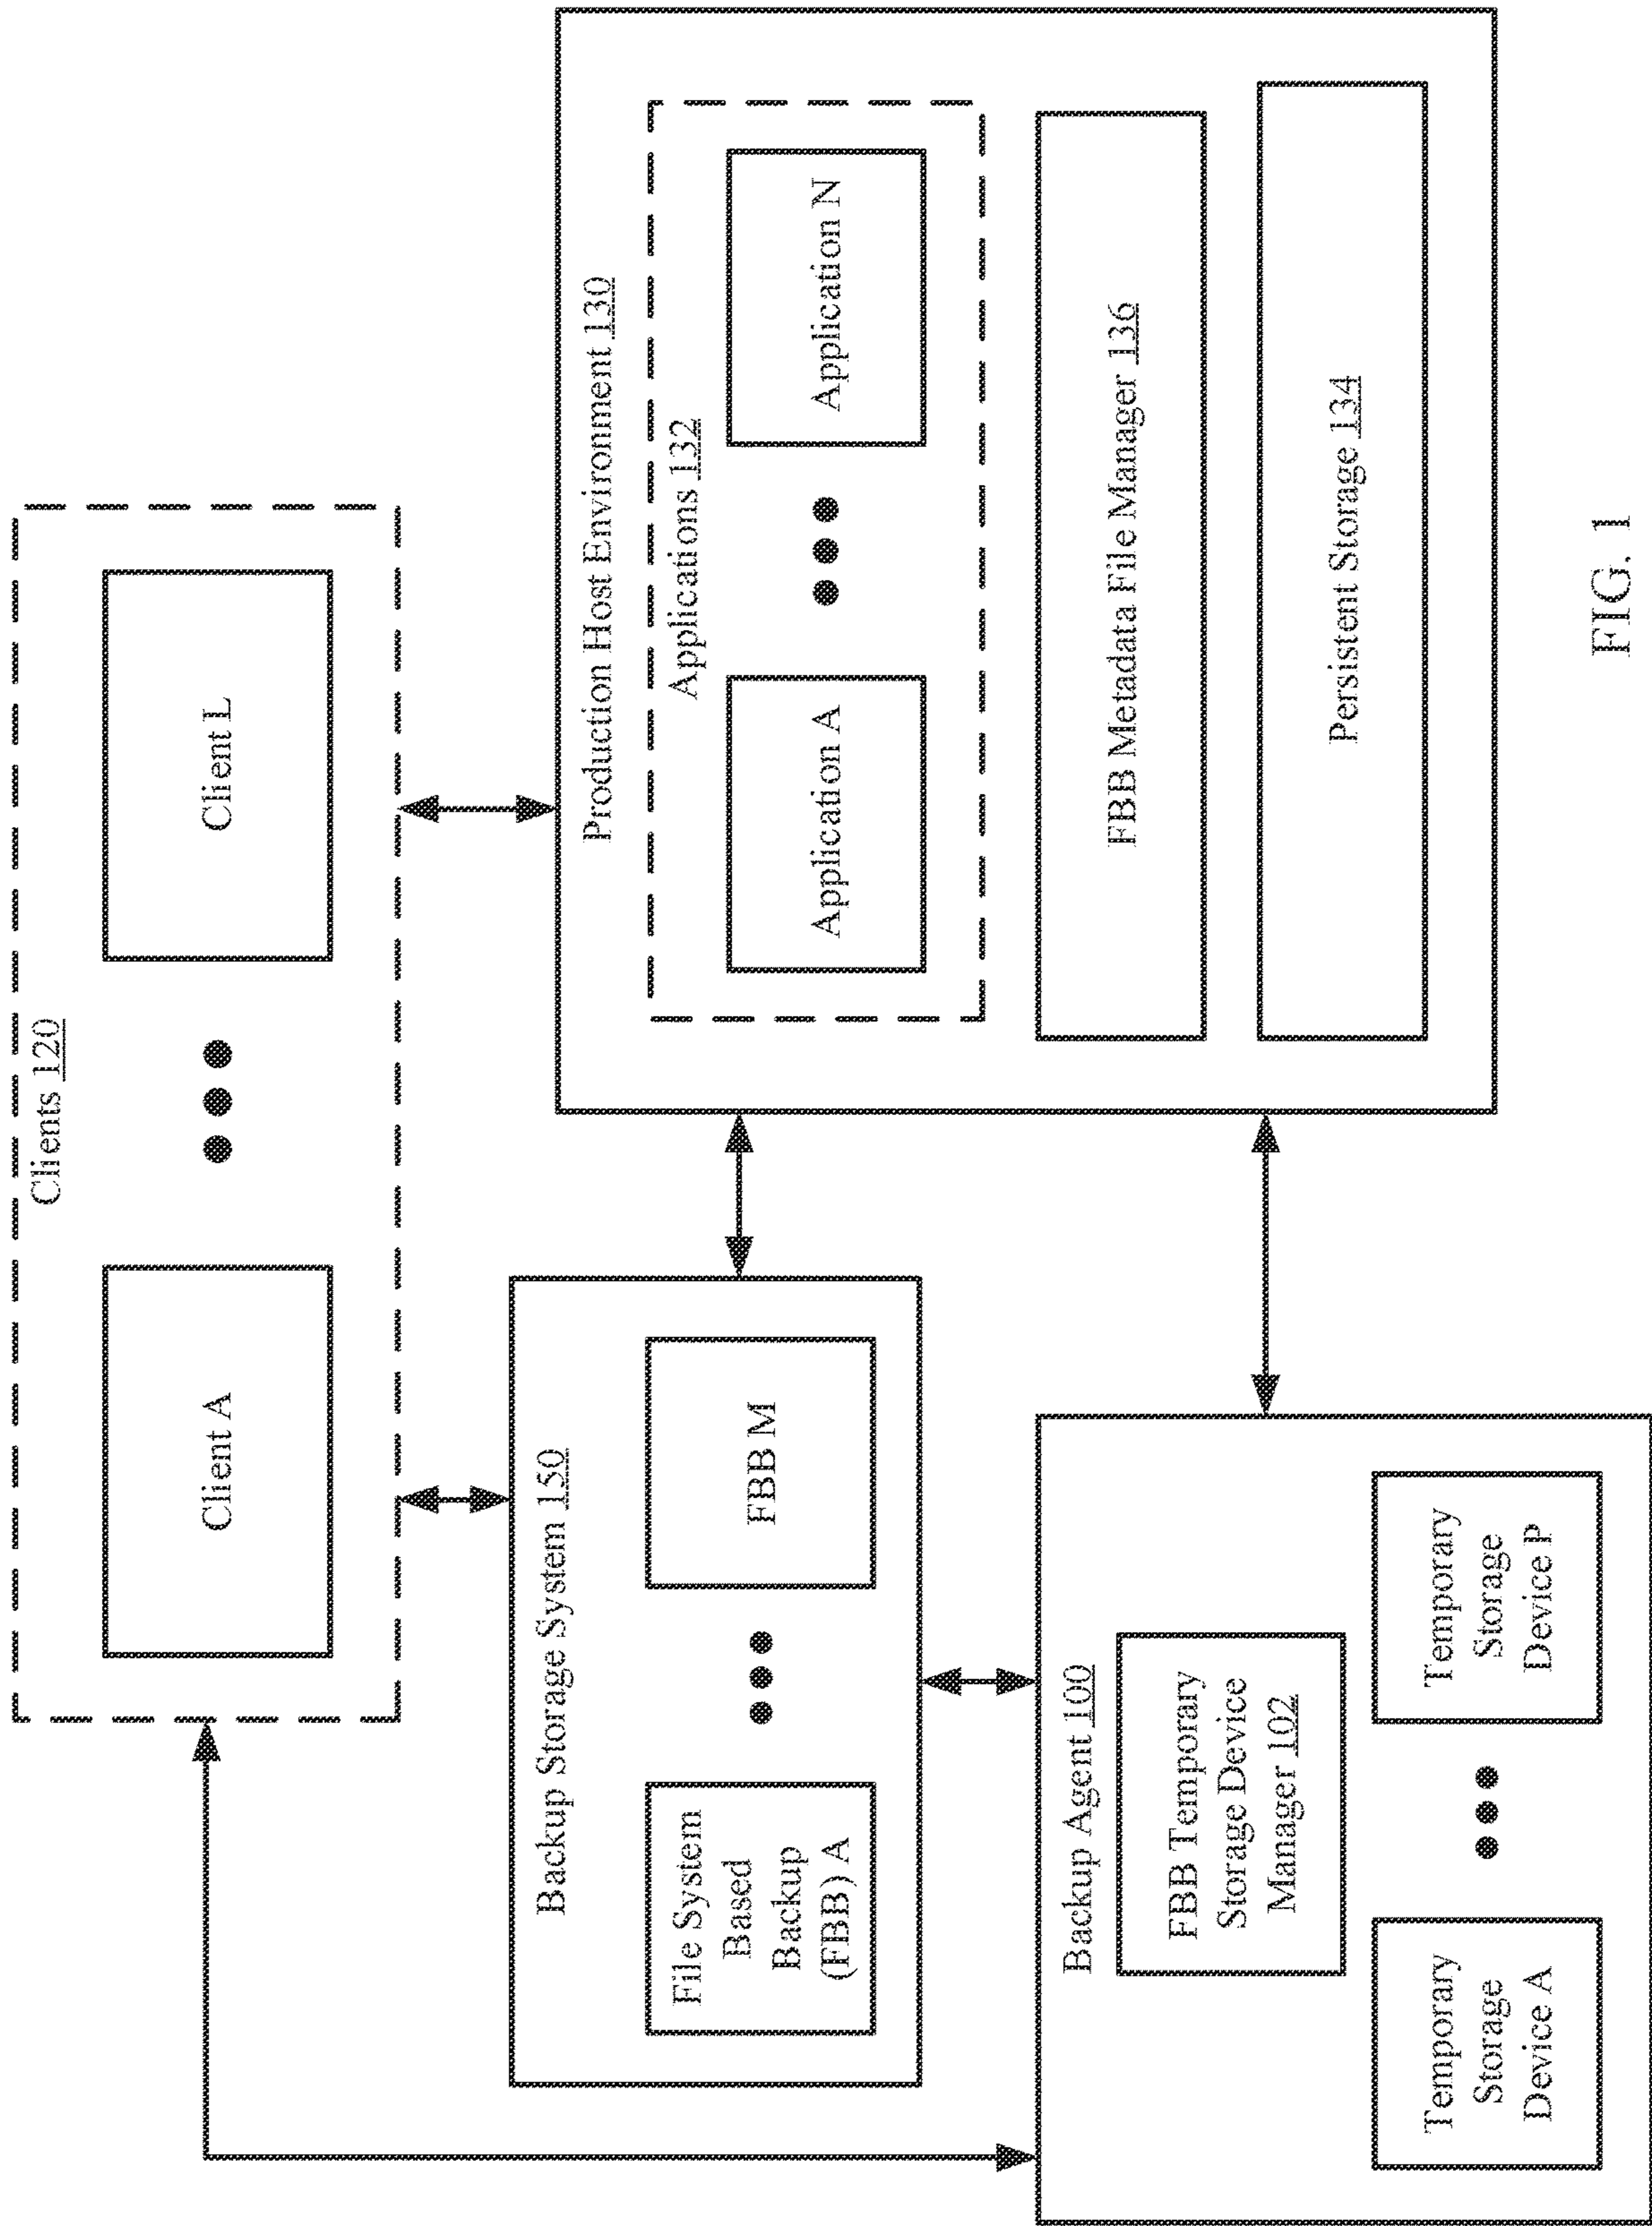 Clients 120
Client A
Client L
Backup Storage System 150
File System
Based
Backup
(FBB) A
FBB M
Production Host Environment 130
Applications 132
Application A
Application N
FBB Metadata File Manager 136
Persistent Storage 134
Backup Agent 100
FBB Temporary
Storage Device
Manager 102
Temporary
Storage
Device A
Temporary
Storage
Device P
FIG. 1